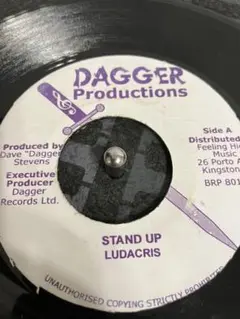 DAGGER
Productions
Produced by
Dave "Dagger"
Stevens
Executive
Producer
Dagger
Records Ltd.
Side A
Distributed
Feeling Hig
Music
26 Porto A
Kingston
BRP 801
STAND UP
LUDACRIS
UNAUTHORISED COPYING STRICTLY PROHIBITED